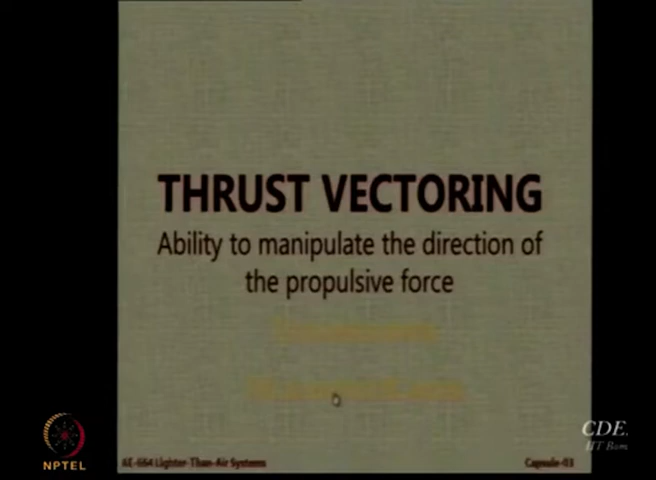 THRUST VECTORING
Ability to manipulate the direction of
the propulsive force
NPTEL
AE-664 Lighter-Than-Air Systems
Capsule-03
CDE.
IIT Bom